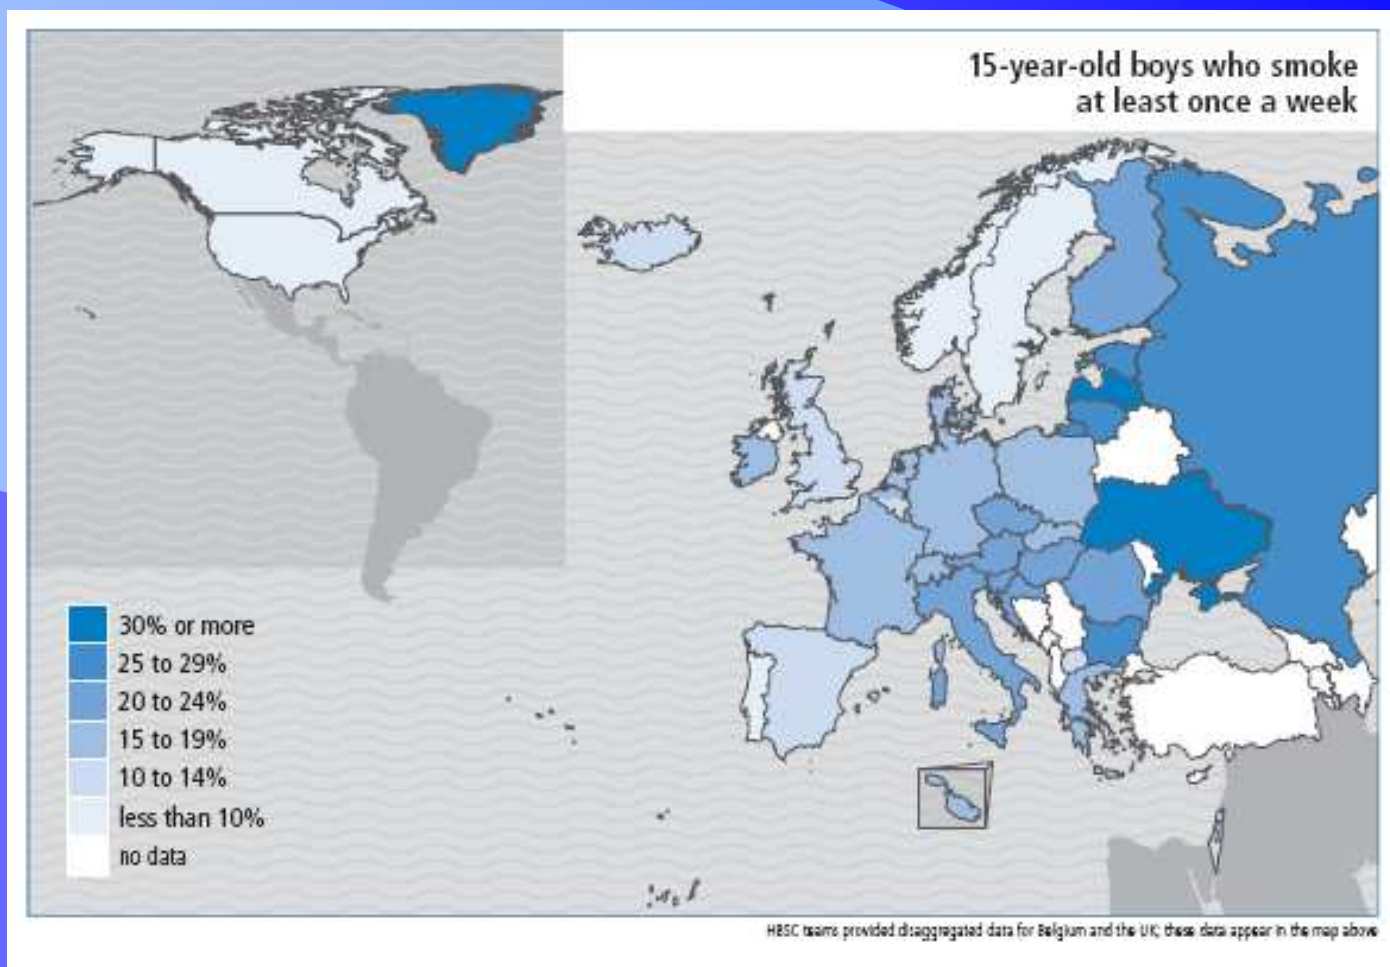 15-year-old boys who smoke
at least once a week
30% or more
25 to 29%
20 to 24%
15 to 19%
10 to 14%
less than 10%
no data
HBSC teams provided disaggregated data for Belgium and the UK; these data appear in the map above